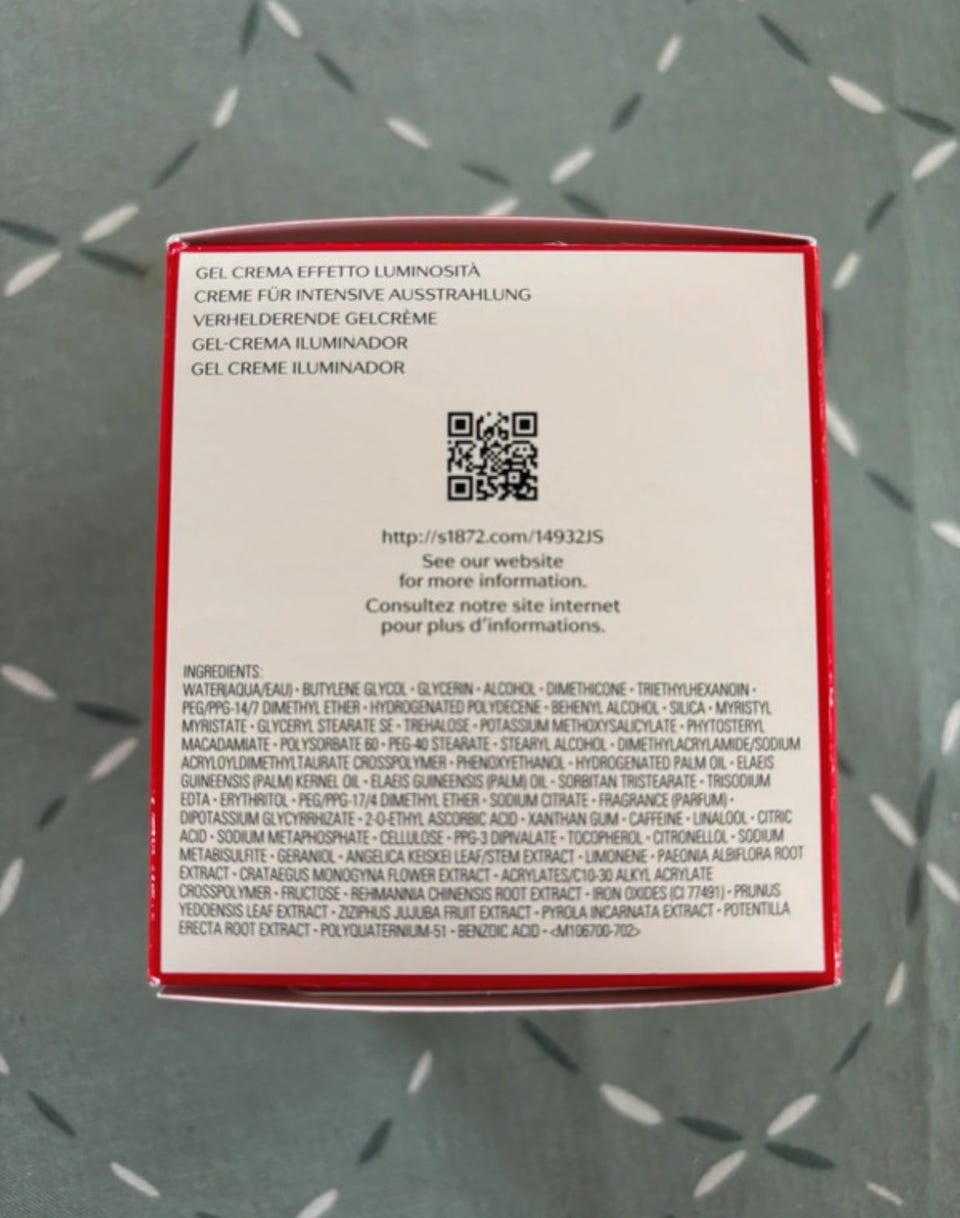 GEL CREMA EFFETTO LUMINOSITÀ
CREME FÜR INTENSIVE AUSSTRAHLUNG
VERHELDERENDE GELCRÈME
GEL-CREMA ILUMINADOR
GEL CREME ILUMINADOR
http://s1872.com/14932JS
See our website
for more information.
Consultez notre site internet
pour plus d'informations.
INGREDIENTS:
WATER(AQUA/EAU)・BUTYLENE GLYCOL・GLYCERIN・ALCOHOL・DIMETHICONE・TRIETHYLHEXANOIN・
PEG/PPG-14/7 DIMETHYL ETHER・HYDROGENATED POLYDECENE・BEHENYL ALCOHOL・SILICA・MYRISTYL
MYRISTATE・GLYCERYL STEARATE SE・TREHALOSE・POTASSIUM METHOXYSALICYLATE・PHYTOSTERYL
MACADAMIATE・POLYSORBATE 60・PEG-40 STEARATE・STEARYL ALCOHOL・DIMETHYLACRYLAMIDE/SODIUM
ACRYLOYLDIMETHYLTAURATE CROSSPOLYMER・PHENOXYETHANOL・HYDROGENATED PALM OIL・ELAEIS
GUINEENSIS (PALM) KERNEL OIL・ELAEIS GUINEENSIS (PALM) OIL・SORBITAN TRISTEARATE・TRISODIUM
EDTA・ERYTHRITOL・PEG/PPG-17/4 DIMETHYL ETHER・SODIUM CITRATE・FRAGRANCE (PARFUM)・
DIPOTASSIUM GLYCYRRHIZATE・2-O-ETHYL ASCORBIC ACID・XANTHAN GUM・CAFFEINE・LINALOOL・CITRIC
ACID・SODIUM METAPHOSPHATE・CELLULOSE・PPG-3 DIPIVALATE・TOCOPHEROL・CITRONELLOL・SODIUM
METABISULFITE・GERANIOL・ANGELICA KEISKEI LEAF/STEM EXTRACT・LIMONENE・PAEONIA ALBIFLORA ROOT
EXTRACT・CRATAEGUS MONOGYNA FLOWER EXTRACT・ACRYLATES/C10-30 ALKYL ACRYLATE
CROSSPOLYMER・FRUCTOSE・REHMANNIA CHINENSIS ROOT EXTRACT・IRON OXIDES (CI 77491)・PRUNUS
YEDOENSIS LEAF EXTRACT・ZIZIPHUS JUJUBA FRUIT EXTRACT・PYROLA INCARNATA EXTRACT・POTENTILLA
ERECTA ROOT EXTRACT・POLYQUATERNIUM-51・BENZOIC ACID・<M106700-702>